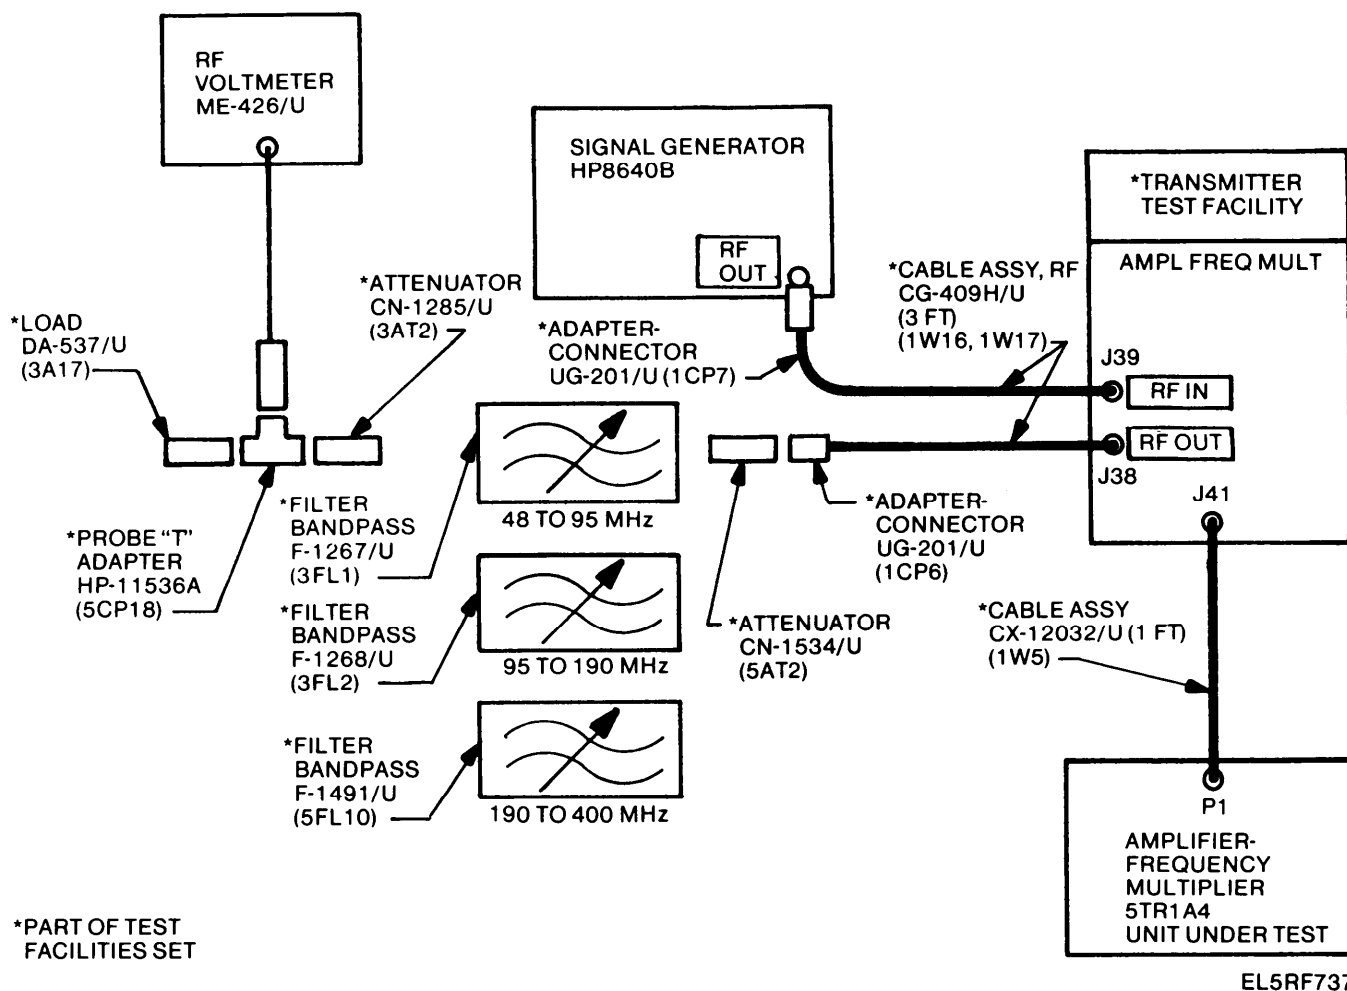 RF
VOLTMETER
ME-426/U
SIGNAL GENERATOR
HP8640B
RF
OUT
*TRANSMITTER
TEST FACILITY
AMPL FREQ MULT
*CABLE ASSY, RF
CG-409H/U
(3 FT)
(1W16, 1W17)
*ATTENUATOR
CN-1285/U
(3AT2)
*LOAD
DA-537/U
(3A17)
*ADAPTER-
CONNECTOR
UG-201/U (1CP7)
J39
RF IN
RF OUT
J38
J41
*PROBE "T"
ADAPTER
HP-11536A
(5CP18)
*FILTER
BANDPASS
F-1267/U
(3FL1)
48 TO 95 MHz
*ADAPTER-
CONNECTOR
UG-201/U
(1CP6)
*FILTER
BANDPASS
F-1268/U
(3FL2)
95 TO 190 MHz
*ATTENUATOR
CN-1534/U
(5AT2)
*CABLE ASSY
CX-12032/U (1 FT)
(1W5)
*FILTER
BANDPASS
F-1491/U
(5FL10)
190 TO 400 MHz
P1
AMPLIFIER-
FREQUENCY
MULTIPLIER
5TR1A4
UNIT UNDER TEST
*PART OF TEST
FACILITIES SET
EL5RF737